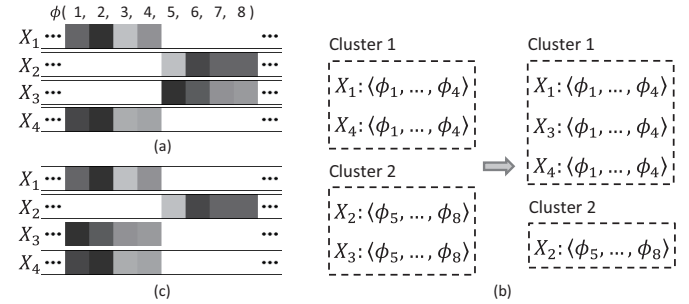 ϕ( 1, 2, 3, 4, 5, 6, 7, 8 )
X₁ ••• •••
X₂ ••• •••
X₃ ••• •••
X₄ ••• •••
(a)
X₁ ••• •••
X₂ ••• •••
X₃ ••• •••
X₄ ••• •••
(c)
Cluster 1
X₁: ⟨ϕ₁, … , ϕ₄⟩
X₄: ⟨ϕ₁, … , ϕ₄⟩
Cluster 2
X₂: ⟨ϕ₅, … , ϕ₈⟩
X₃: ⟨ϕ₅, … , ϕ₈⟩
Cluster 1
X₁: ⟨ϕ₁, … , ϕ₄⟩
X₃: ⟨ϕ₁, … , ϕ₄⟩
X₄: ⟨ϕ₁, … , ϕ₄⟩
Cluster 2
X₂: ⟨ϕ₅, … , ϕ₈⟩
(b)